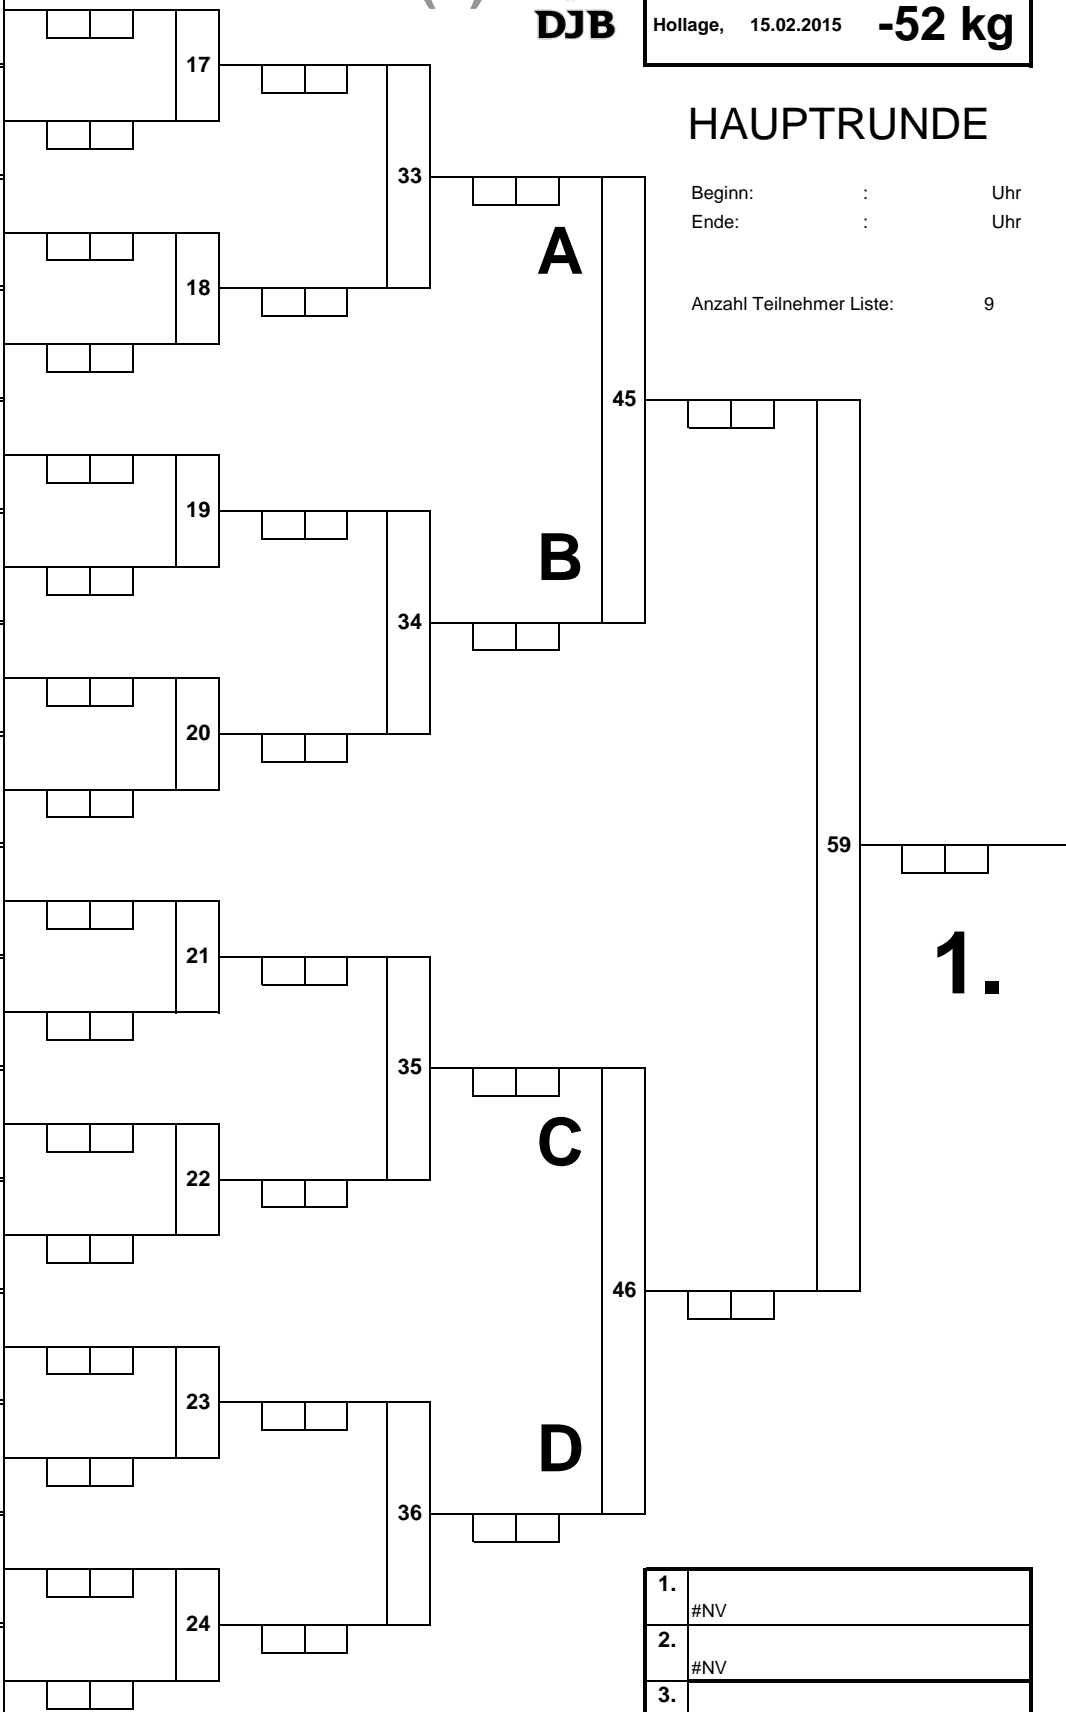 DJB
Hollage, 15.02.2015 -52 kg
HAUPTRUNDE
Beginn: : Uhr
Ende: : Uhr
Anzahl Teilnehmer Liste: 9
17
33
A
18
45
19
B
34
20
59
21
1.
35
C
22
46
23
D
36
24
1.
#NV
2.
#NV
3.